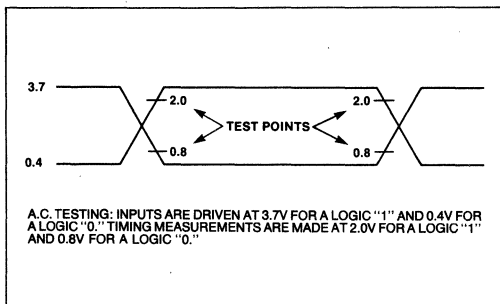 3.7
2.0
2.0
TEST POINTS
0.8
0.8
0.4
A.C. TESTING: INPUTS ARE DRIVEN AT 3.7V FOR A LOGIC "1" AND 0.4V FOR
A LOGIC "0." TIMING MEASUREMENTS ARE MADE AT 2.0V FOR A LOGIC "1"
AND 0.8V FOR A LOGIC "0."